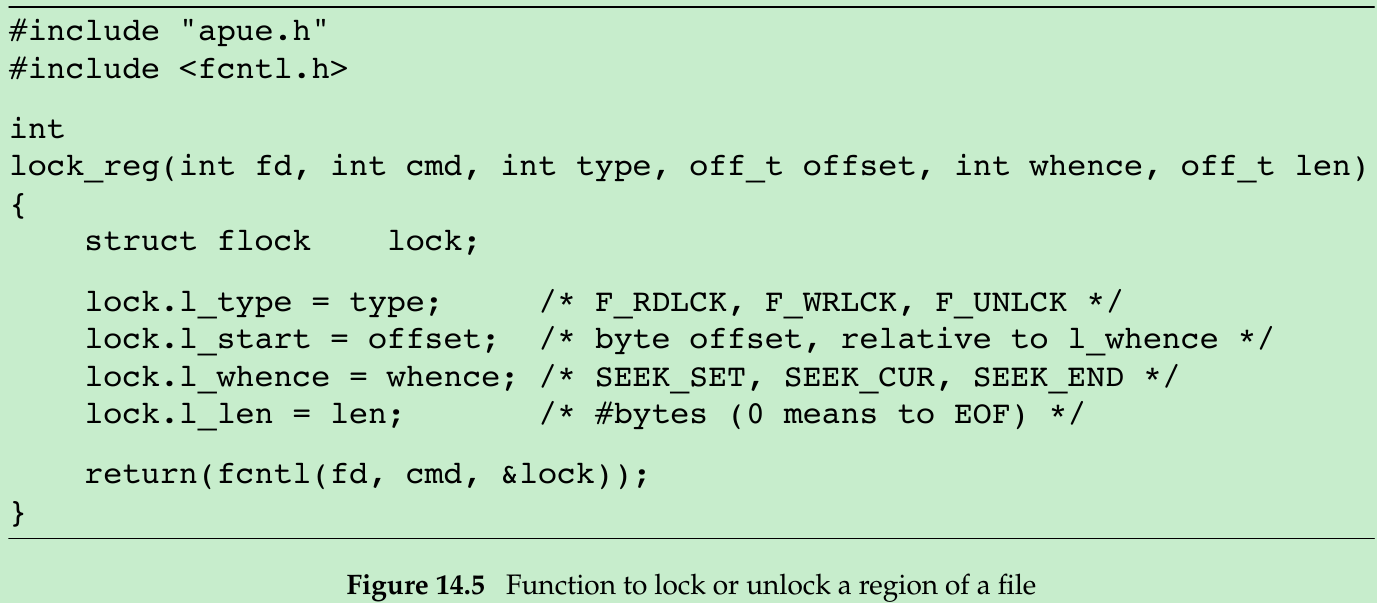 #include "apue.h"
#include <fcntl.h>
int
lock_reg(int fd, int cmd, int type, off_t offset, int whence, off_t len)
{
    struct flock    lock;
    lock.l_type = type;     /* F_RDLCK, F_WRLCK, F_UNLCK */
    lock.l_start = offset;  /* byte offset, relative to l_whence */
    lock.l_whence = whence; /* SEEK_SET, SEEK_CUR, SEEK_END */
    lock.l_len = len;       /* #bytes (0 means to EOF) */
    return(fcntl(fd, cmd, &lock));
}
Figure 14.5 Function to lock or unlock a region of a file